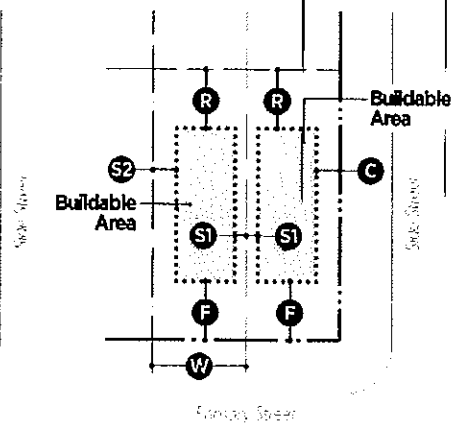 R
R
Buildable
Area
S2
C
Side Street
Side Street
Buildable
Area
S1
S1
F
F
W
Primary Street